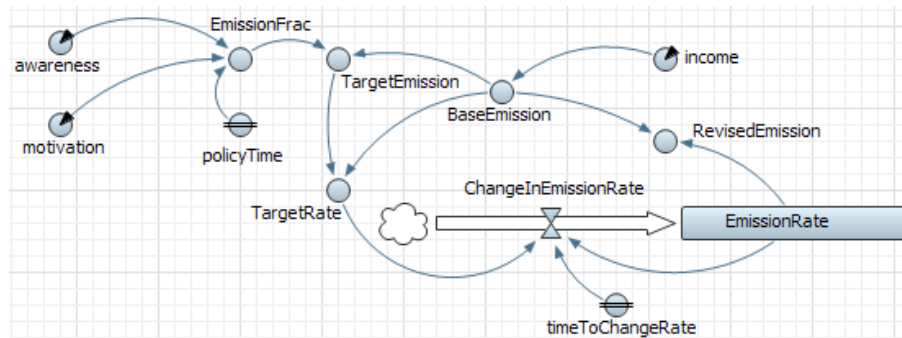 EmissionFrac
awareness
TargetEmission
income
BaseEmission
motivation
policyTime
RevisedEmission
TargetRate
ChangeInEmissionRate
EmissionRate
timeToChangeRate